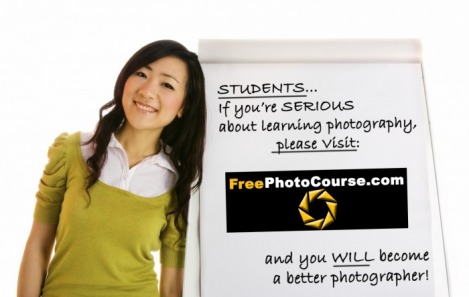 STUDENTS...
If you're SERIOUS
about learning photography,
please visit:
FreePhotoCourse.com
and you WILL become
a better photographer!